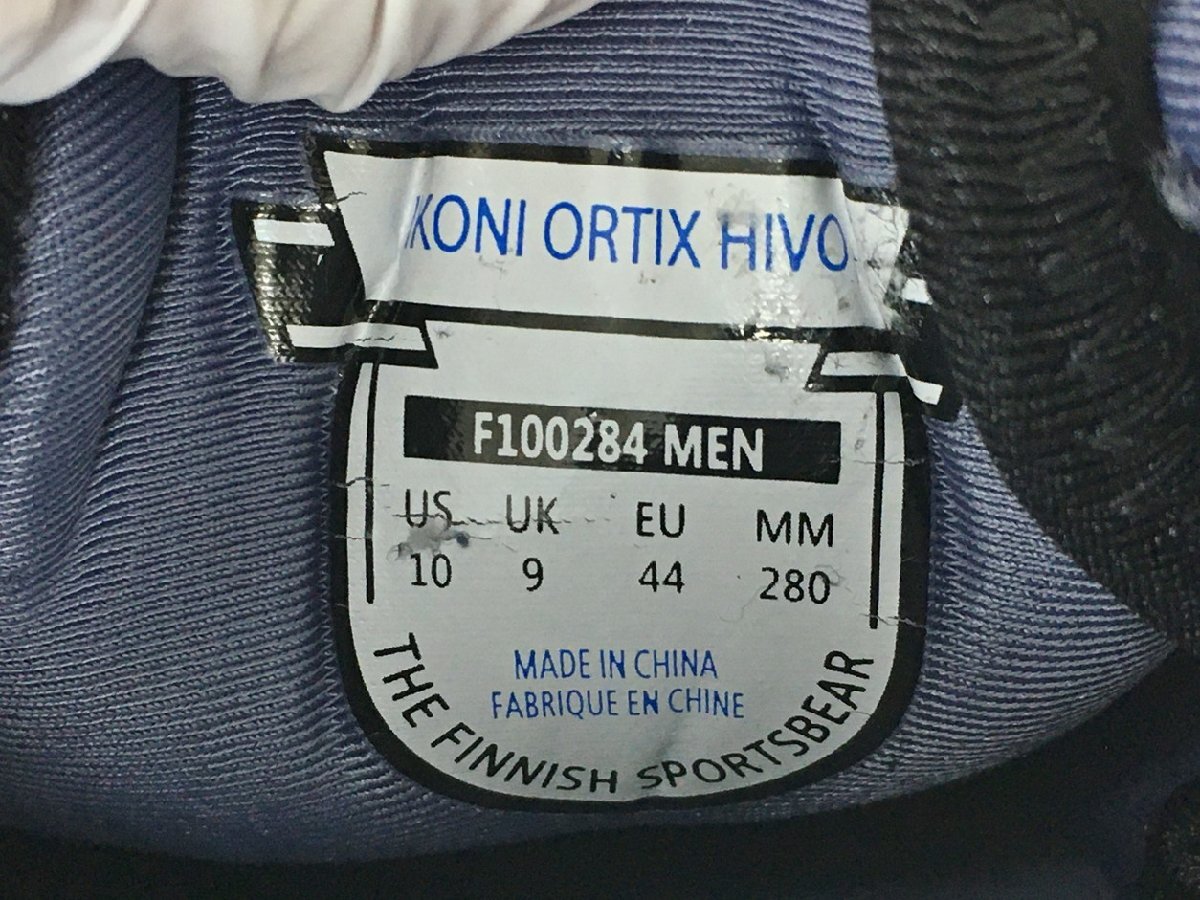 IKONI ORTIX HIVO
F100284 MEN
US UK EU MM
10 9 44 280
MADE IN CHINA
FABRIQUE EN CHINE
THE FINNISH SPORTSBEAR